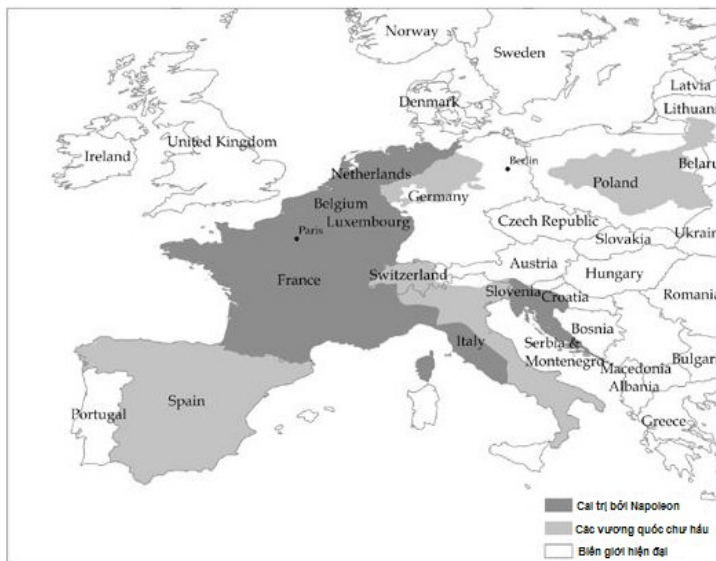 Norway
Sweden
Latvia
Lithuan
Denmark
United Kingdom
Ireland
Netherlands
Berlin
Belaru
Poland
Belgium
Germany
Luxembourg
Paris
Czech Republic
Ukrain
Slovakia
France
Switzerland
Austria
Hungary
Slovenia
Croatia
Romania
Bosnia
Italy
Serbia &
Montenegro
Bulgar
Macedonia
Albania
Spain
Portugal
Greece
Cai trị bởi Napoleon
Các vương quốc chư hầu
Biên giới hiện đại